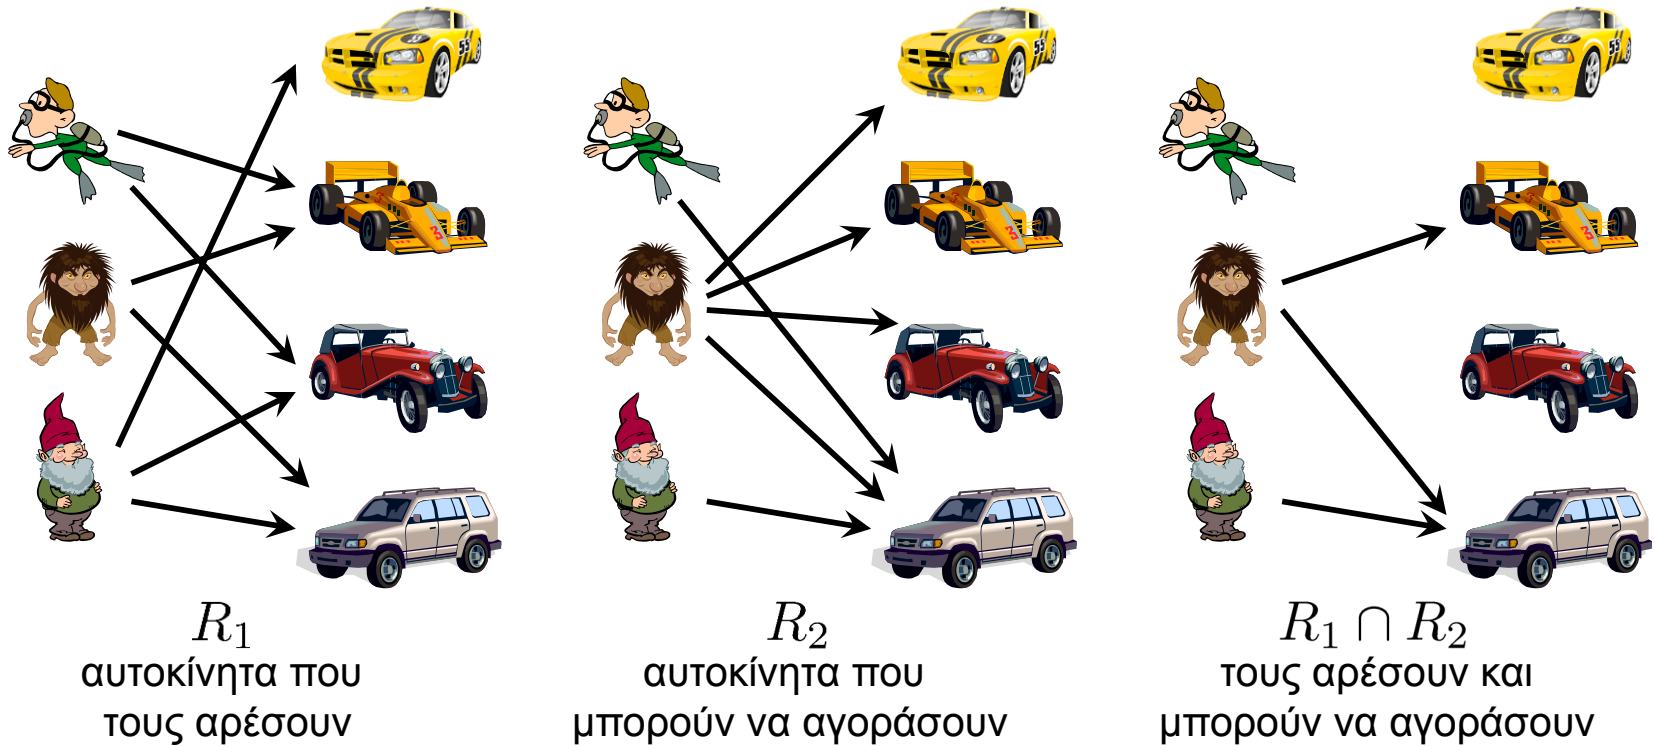 R₁
αυτοκίνητα που
τους αρέσουν
R₂
αυτοκίνητα που
μπορούν να αγοράσουν
R₁ ∩ R₂
τους αρέσουν και
μπορούν να αγοράσουν